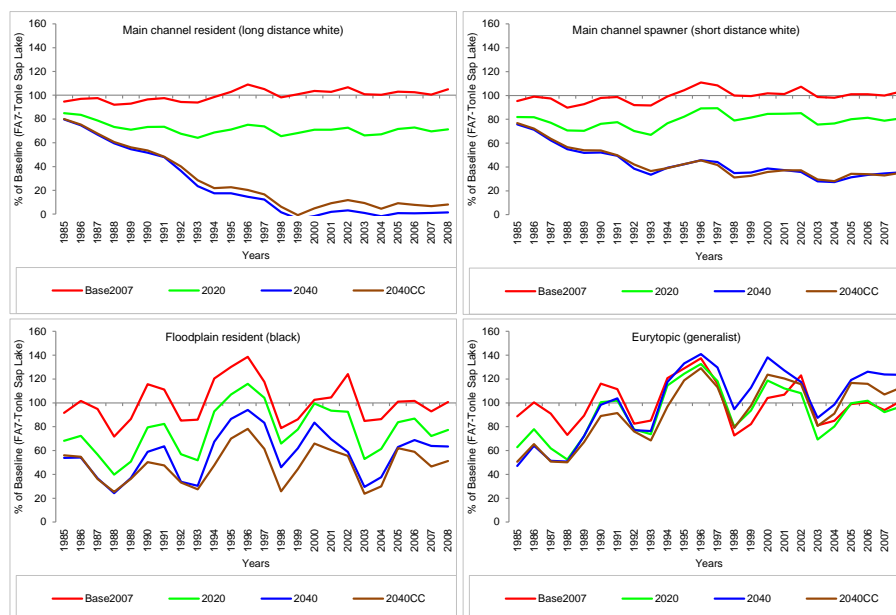 Main channel resident (long distance white)
% of Baseline (FA7-Tonle Sap Lake)
160
140
120
100
80
60
40
20
0
1985 1986 1987 1988 1989 1990 1991 1992 1993 1994 1995 1996 1997 1998 1999 2000 2001 2002 2003 2004 2005 2006 2007 2008
Years
Base2007 2020 2040 2040CC
Main channel spawner (short distance white)
% of Baseline (FA7-Tonle Sap Lake)
160
140
120
100
80
60
40
20
0
1985 1986 1987 1988 1989 1990 1991 1992 1993 1994 1995 1996 1997 1998 1999 2000 2001 2002 2003 2004 2005 2006 2007 2008
Years
Base2007 2020 2040 2040CC
Floodplain resident (black)
% of Baseline (FA7-Tonle Sap Lake)
160
140
120
100
80
60
40
20
0
1985 1986 1987 1988 1989 1990 1991 1992 1993 1994 1995 1996 1997 1998 1999 2000 2001 2002 2003 2004 2005 2006 2007 2008
Years
Base2007 2020 2040 2040CC
Eurytopic (generalist)
% of Baseline (FA7-Tonle Sap Lake)
160
140
120
100
80
60
40
20
0
1985 1986 1987 1988 1989 1990 1991 1992 1993 1994 1995 1996 1997 1998 1999 2000 2001 2002 2003 2004 2005 2006 2007 2008
Years
Base2007 2020 2040 2040CC